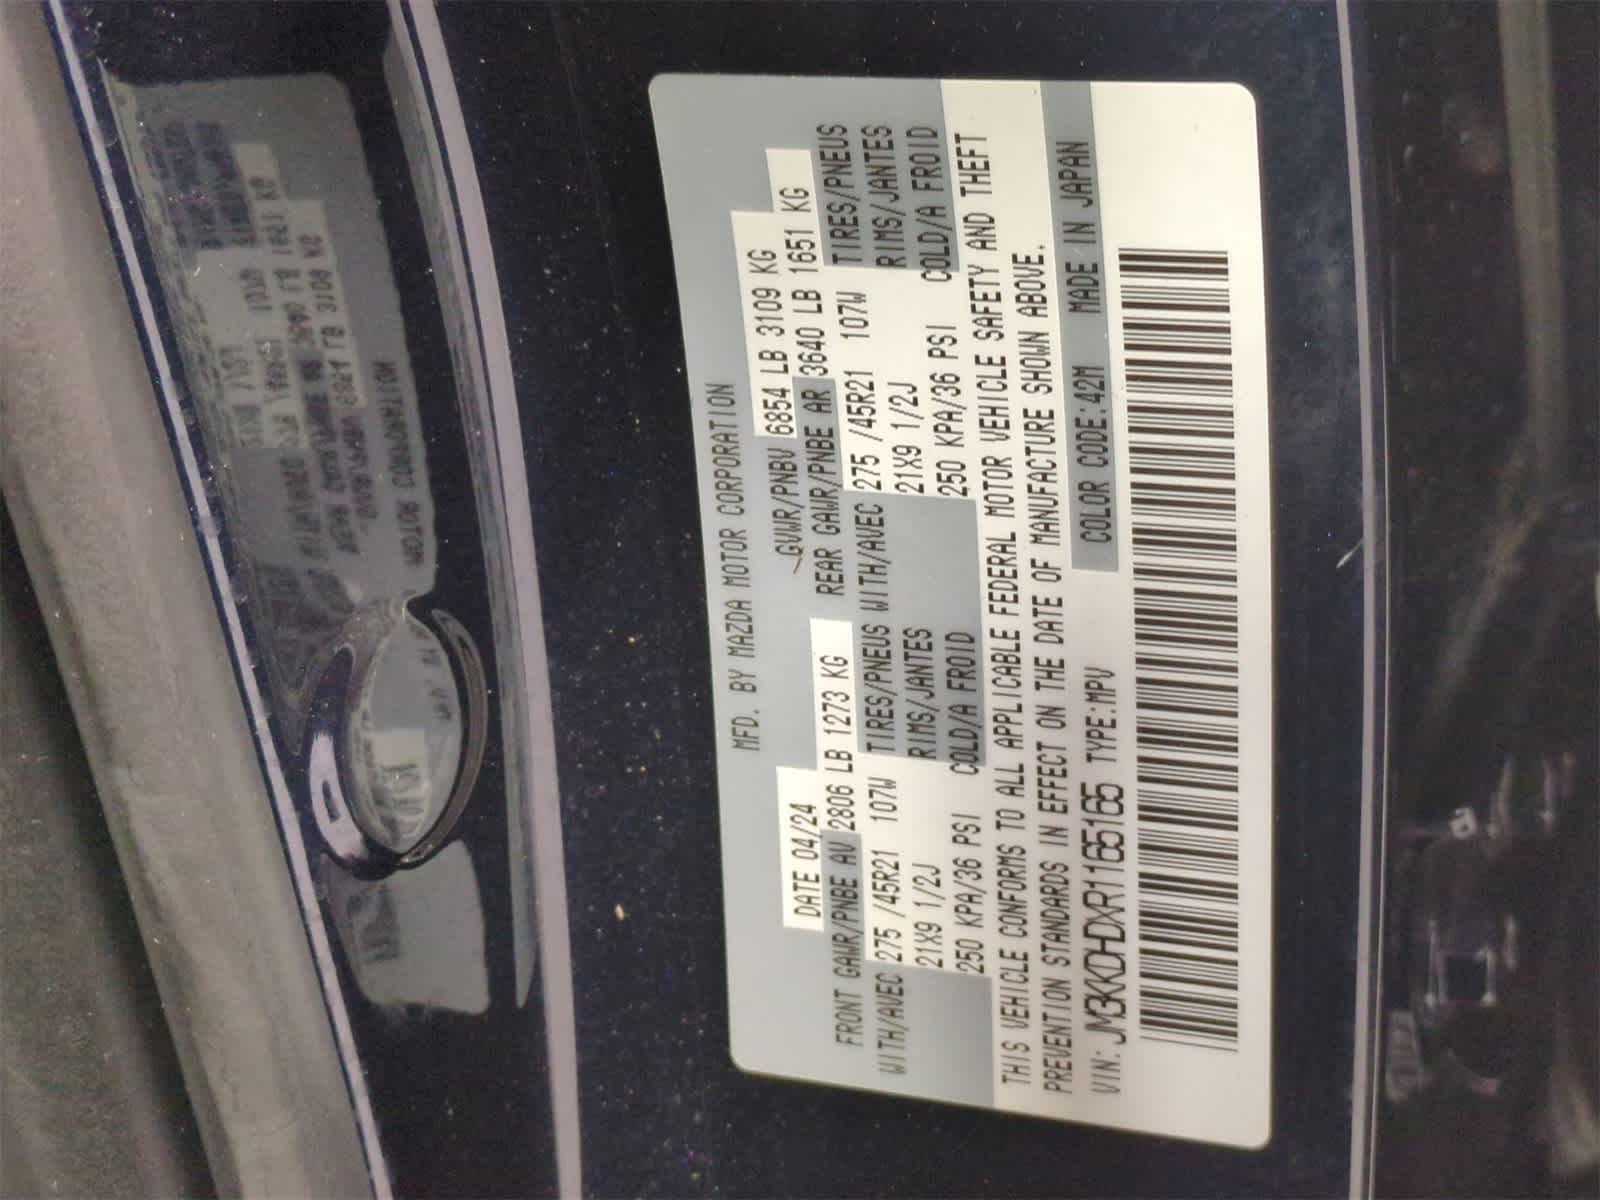 MFD. BY MAZDA MOTOR CORPORATION
DATE 04/24 GVWR/PNBV 6854 LB 3109 KG
FRONT GAWR/PNBE AV 2806 LB 1273 KG REAR GAWR/PNBE AR 3640 LB 1651 KG
WITH/AVEC 275 /45R21 107W TIRES/PNEUS WITH/AVEC 275 /45R21 107W TIRES/PNEUS
21X9 1/2J RIMS/JANTES 21X9 1/2J RIMS/JANTES
250 KPA/36 PSI COLD/A FROID 250 KPA/36 PSI COLD/A FROID
THIS VEHICLE CONFORMS TO ALL APPLICABLE FEDERAL MOTOR VEHICLE SAFETY AND THEFT
PREVENTION STANDARDS IN EFFECT ON THE DATE OF MANUFACTURE SHOWN ABOVE.
VIN: JM3KKDHDXR1165165 TYPE:MPV COLOR CODE:42M MADE IN JAPAN